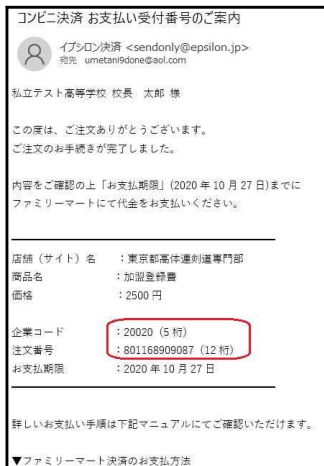 コンビニ決済 お支払い受付番号のご案内
イプシロン決済 <sendonly@epsilon.jp>
宛先 umetani9done@aol.com
私立テスト高等学校 校長 太郎 様
この度は、ご注文ありがとうございます。
ご注文のお手続きが完了しました。
内容をご確認の上「お支払期限」(2020 年 10 月 27 日)までに
ファミリーマートにて代金をお支払いください。
店舗（サイト）名 ：東京都高体連剣道専門部
商品名 ：加盟登録費
価格 ：2500 円
企業コード ：20020（5 桁）
注文番号 ：801168909087（12 桁）
お支払期限 ：2020 年 10 月 27 日
詳しいお支払い手順は下記マニュアルにてご確認いただけます。
▼ファミリーマート決済のお支払方法